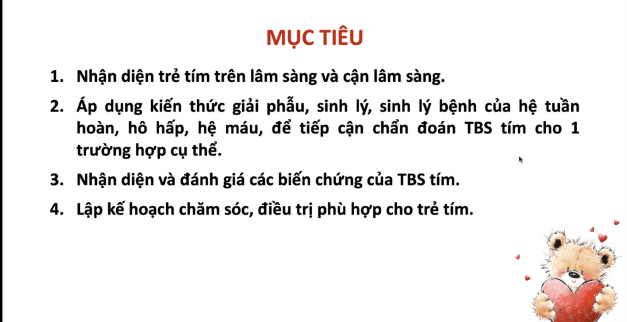 MỤC TIÊU
1. Nhận diện trẻ tím trên lâm sàng và cận lâm sàng.
2. Áp dụng kiến thức giải phẫu, sinh lý, sinh lý bệnh của hệ tuần
hoàn, hô hấp, hệ máu, để tiếp cận chẩn đoán TBS tím cho 1
trường hợp cụ thể.
3. Nhận diện và đánh giá các biến chứng của TBS tím.
4. Lập kế hoạch chăm sóc, điều trị phù hợp cho trẻ tím.